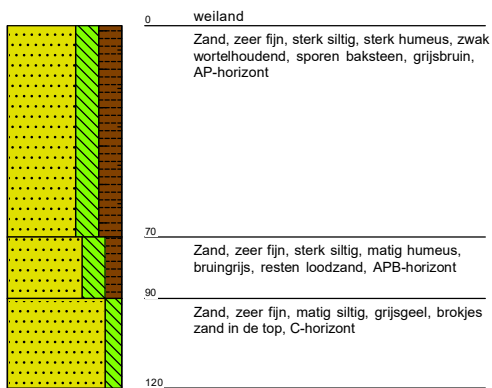 0
weiland
Zand, zeer fijn, sterk siltig, sterk humeus, zwak
wortelhoudend, sporen baksteen, grijsbruin,
AP-horizont
70
Zand, zeer fijn, sterk siltig, matig humeus,
bruingrijs, resten loodzand, APB-horizont
90
Zand, zeer fijn, matig siltig, grijsgeel, brokjes
zand in de top, C-horizont
120